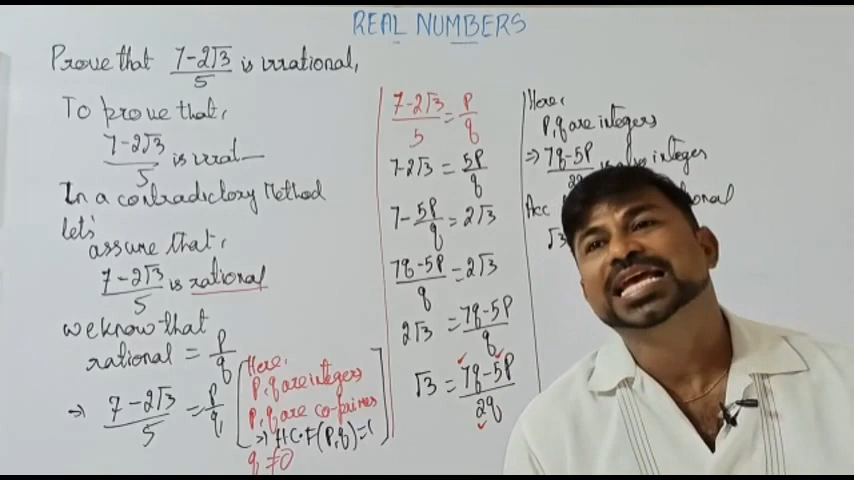 REAL NUMBERS
Prove that 7-2√3/5 is irrational,
To prove that,
7-2√3/5 is irrat—
In a contradictory Method
lets'
assume that,
7-2√3/5 is rational
we know that
rational = P/q
⇒ 7-2√3/5 = P/q,
Here,
P,q are integers
P,q are co-primes
⇒ H.C.F(P,q)=1
q ≠0
7-2√3/5 = P/q
7-2√3 = 5P/q
7-5P/q = 2√3
7q-5P/q = 2√3
2√3 = 7q-5P/q
√3 = 7q-5P/2q
Here,
P,q are integers
⇒ 7q-5P/2q integer
Acc
√3